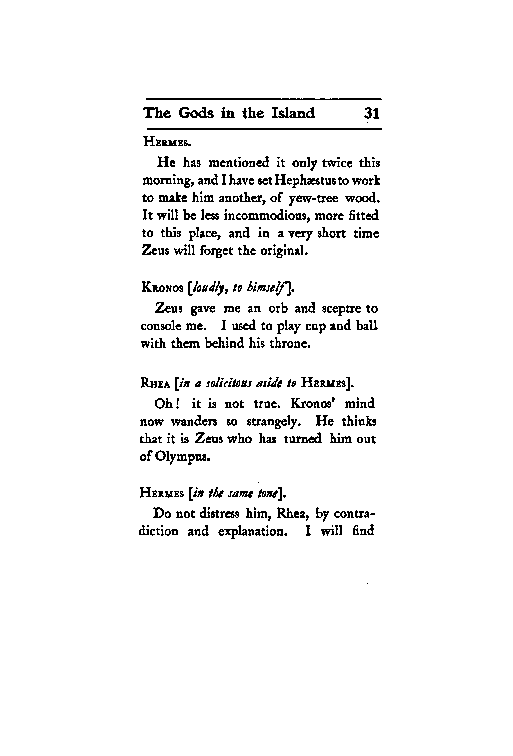 The Gods in the Island 31
HERMES.
He has mentioned it only twice this
morning, and I have set Hephæstus to work
to make him another, of yew-tree wood.
It will be less incommodious, more fitted
to this place, and in a very short time
Zeus will forget the original.
KRONOS [loudly, to himself].
Zeus gave me an orb and sceptre to
console me. I used to play cup and ball
with them behind his throne.
RHEA [in a solicitous aside to HERMES].
Oh! it is not true. Kronos' mind
now wanders so strangely. He thinks
that it is Zeus who has turned him out
of Olympus.
HERMES [in the same tone].
Do not distress him, Rhea, by contra-
diction and explanation. I will find